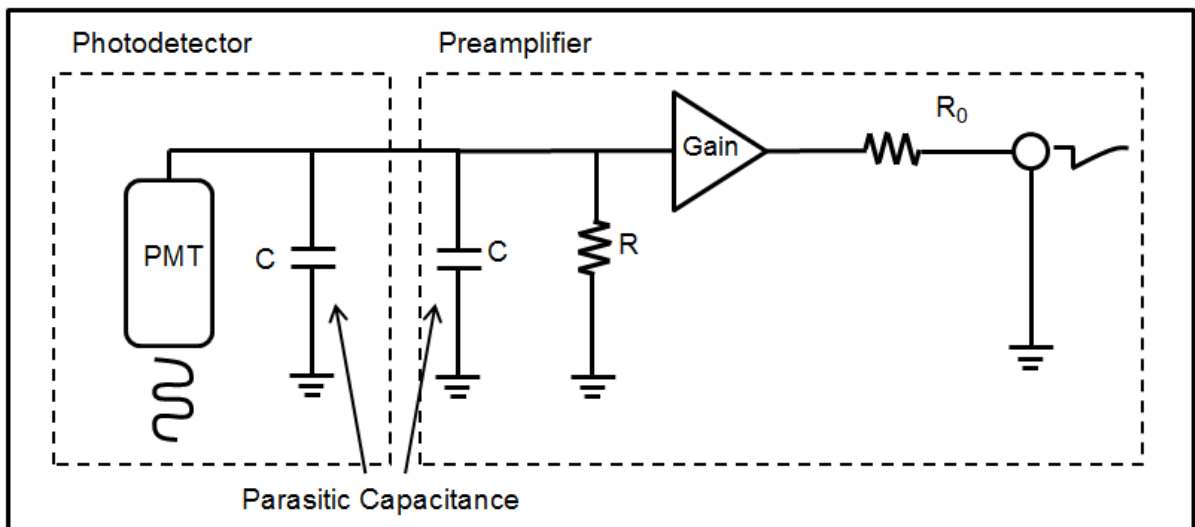 Photodetector
Preamplifier
R₀
Gain
PMT
C
C
R
Parasitic Capacitance